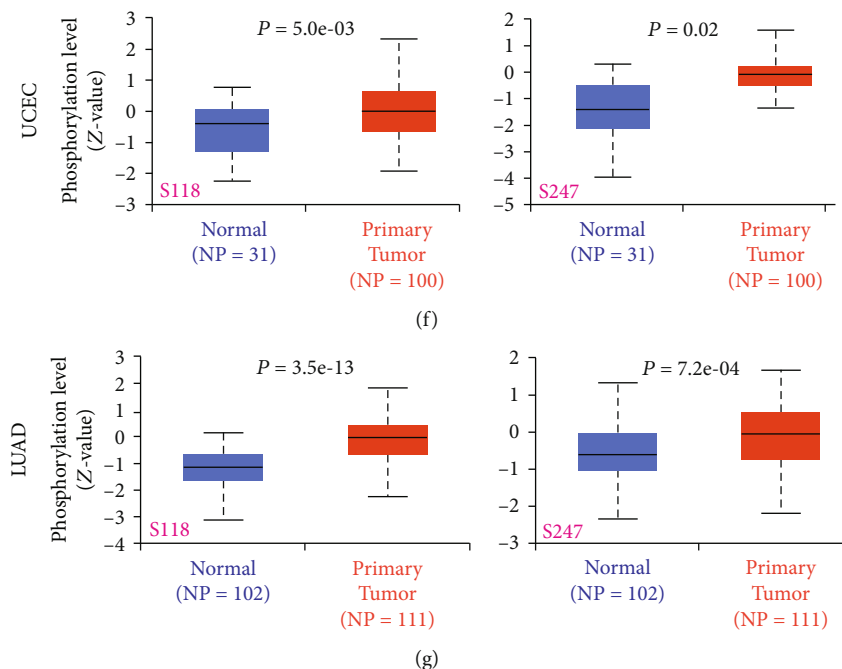 UCEC
Phosphorylation level
(Z-value)
3
2
1
0
−1
−2
−3
P = 5.0e-03
S118
Normal
(NP = 31)
Primary
Tumor
(NP = 100)
2
1
0
−1
−2
−3
−4
−5
P = 0.02
S247
Normal
(NP = 31)
Primary
Tumor
(NP = 100)
(f)
LUAD
Phosphorylation level
(Z-value)
3
2
1
0
−1
−2
−3
−4
P = 3.5e-13
S118
Normal
(NP = 102)
Primary
Tumor
(NP = 111)
2
1
0
−1
−2
−3
P = 7.2e-04
S247
Normal
(NP = 102)
Primary
Tumor
(NP = 111)
(g)